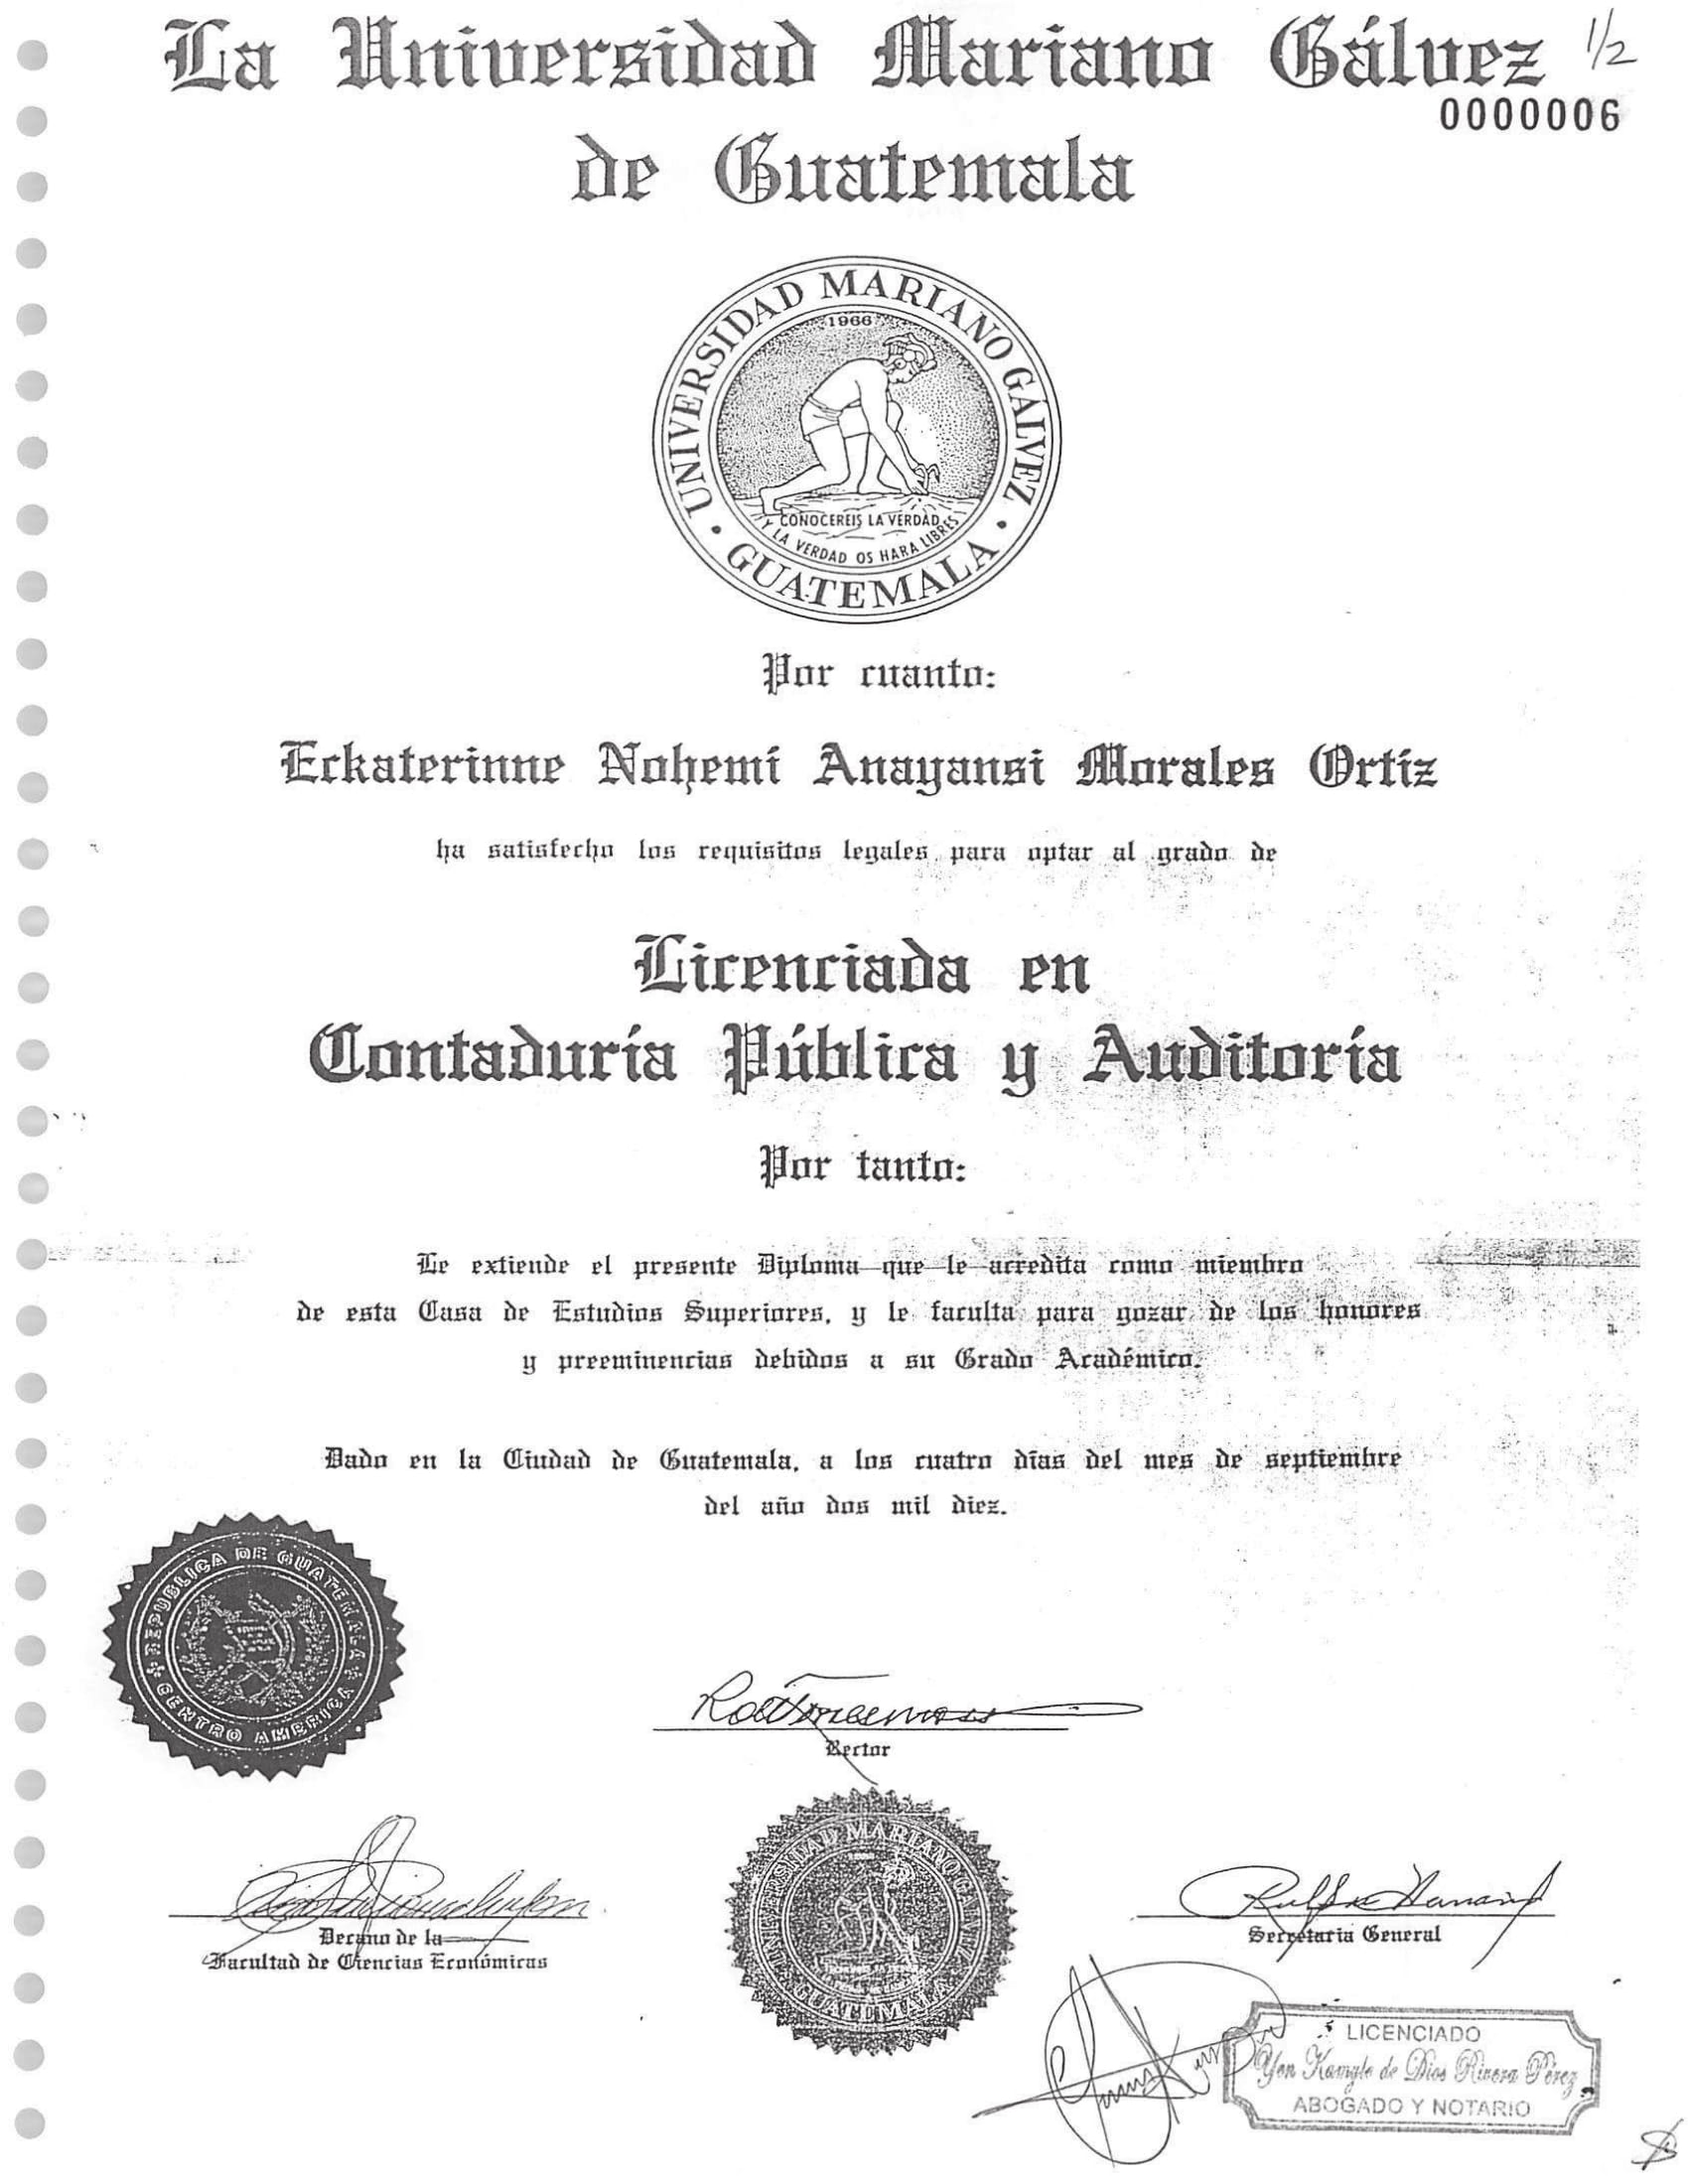 La Universidad Mariano Gálvez
1/2
0000006
de Guatemala
UNIVERSIDAD MARIANO GÁLVEZ
1966
Y CONOCEREIS LA VERDAD
LA VERDAD OS HARA LIBRES
· GUATEMALA ·
Por cuanto:
Eckaterinne Nohemí Anayansi Morales Ortíz
ha satisfecho los requisitos legales para optar al grado de
Licenciada en
Contaduría Pública y Auditoría
Por tanto:
Le extiende el presente Diploma que le acredita como miembro
de esta Casa de Estudios Superiores, y le faculta para gozar de los honores
y preeminencias debidos a su Grado Académico.
Dado en la Ciudad de Guatemala, a los cuatro días del mes de septiembre
del año dos mil diez.
REPUBLICA DE GUATEMALA
CENTRO AMERICA
Rector
UNIVERSIDAD MARIANO GALVEZ
GUATEMALA
Decano de la
Facultad de Ciencias Económicas
Secretaria General
LICENCIADO
de Dios Rivera Pérez
ABOGADO Y NOTARIO